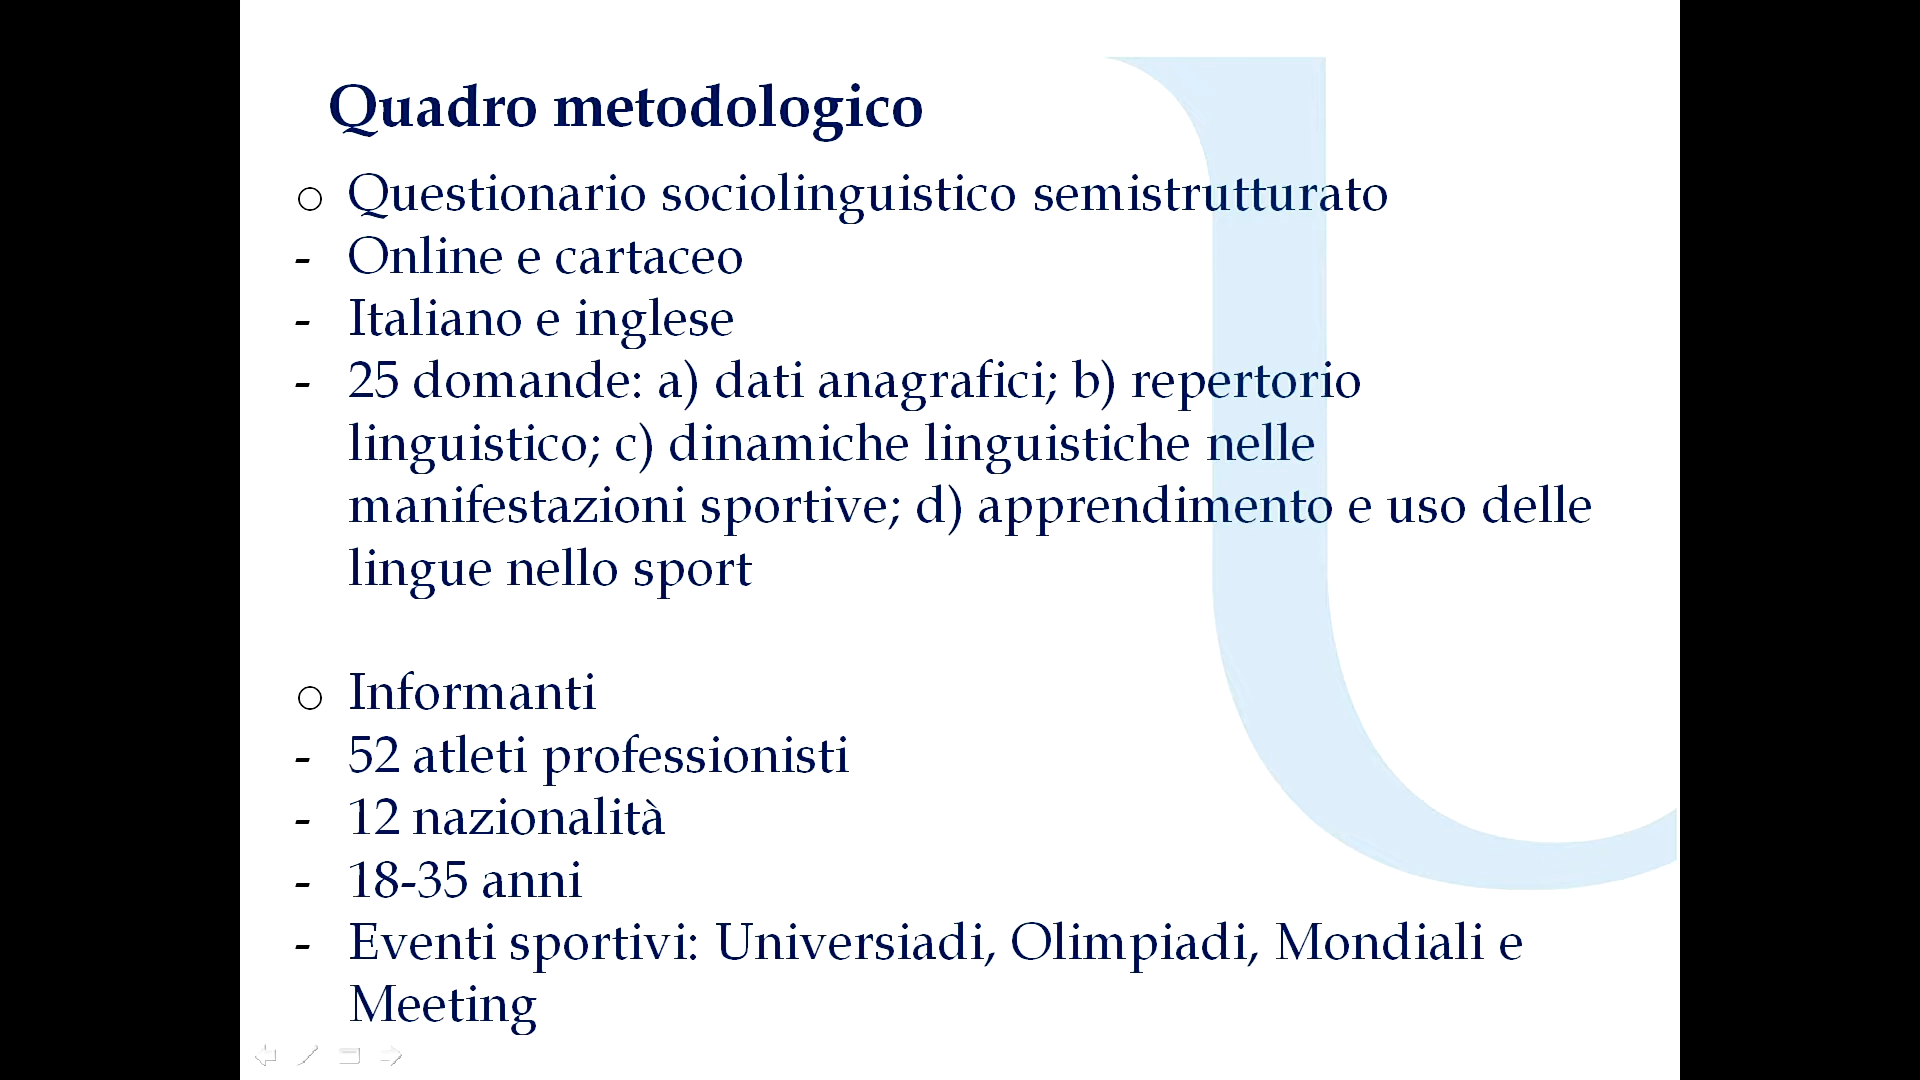 Quadro metodologico
o Questionario sociolinguistico semistrutturato
- Online e cartaceo
- Italiano e inglese
- 25 domande: a) dati anagrafici; b) repertorio
linguistico; c) dinamiche linguistiche nelle
manifestazioni sportive; d) apprendimento e uso delle
lingue nello sport
o Informanti
- 52 atleti professionisti
- 12 nazionalità
- 18-35 anni
- Eventi sportivi: Universiadi, Olimpiadi, Mondiali e
Meeting